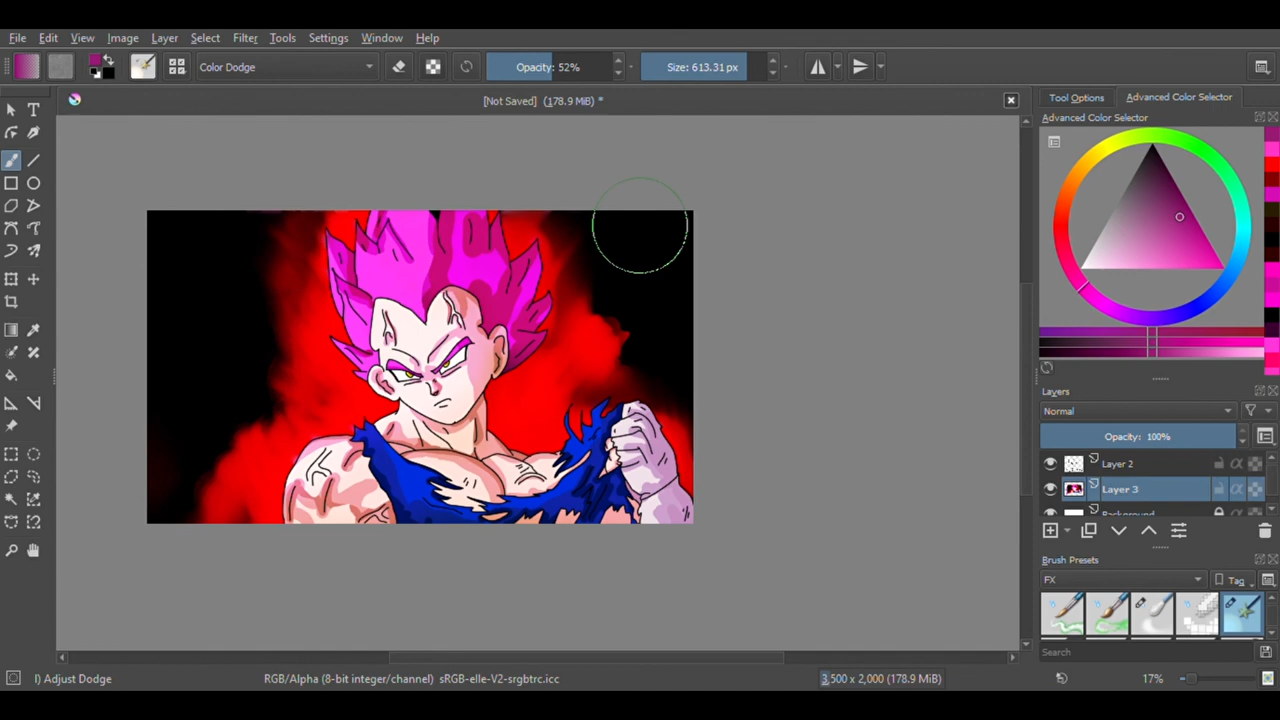 File Edit View Image Layer Select Filter Tools Settings Window Help
Color Dodge Opacity: 52% Size: 613.31 px
[Not Saved] (178.9 MiB) *
Tool Options Advanced Color Selector
Advanced Color Selector
Layers
Normal
Opacity: 100%
Layer 2
Layer 3
Background
Brush Presets
FX Tag
Search
I) Adjust Dodge RGB/Alpha (8-bit integer/channel) sRGB-elle-V2-srgbtrc.icc 3,500 x 2,000 (178.9 MiB) 17%